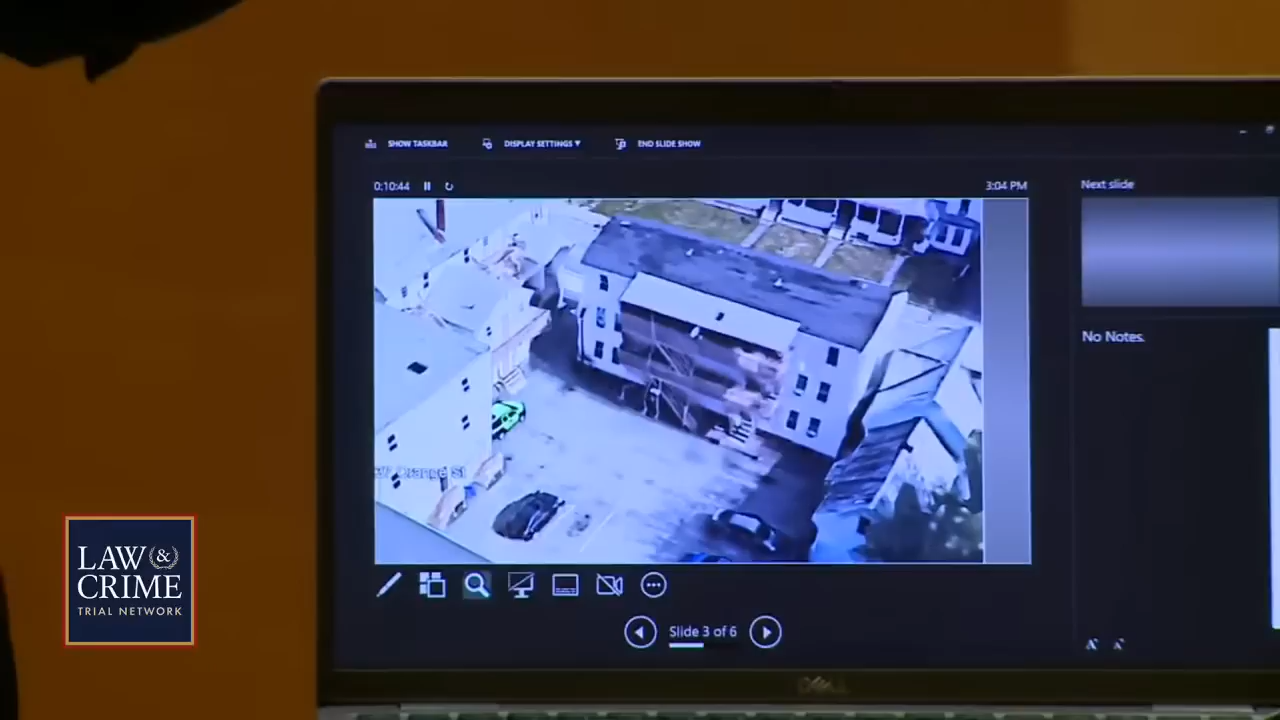 SHOW TASKBAR
DISPLAY SETTINGS
END SLIDE SHOW
0:10:44
3:04 PM
Next slide
Orange St
No Notes.
Slide 3 of 6
A A
DELL
LAW &
CRIME
TRIAL NETWORK